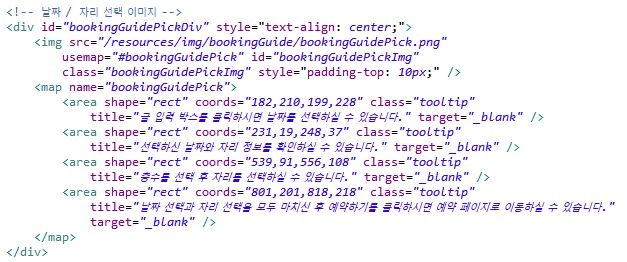 <!-- 날짜 / 자리 선택 이미지 -->
<div id="bookingGuidePickDiv" style="text-align: center;">
<img src="/resources/img/bookingGuide/bookingGuidePick.png"
usemap="#bookingGuidePick" id="bookingGuidePickImg"
class="bookingGuidePickImg" style="padding-top: 10px;" />
<map name="bookingGuidePick">
<area shape="rect" coords="182,210,199,228" class="tooltip"
title="글 입력 박스를 클릭하시면 날짜를 선택하실 수 있습니다." target="_blank" />
<area shape="rect" coords="231,19,248,37" class="tooltip"
title="선택하신 날짜와 자리 정보를 확인하실 수 있습니다." target="_blank" />
<area shape="rect" coords="539,91,556,108" class="tooltip"
title="층수를 선택 후 자리를 선택하실 수 있습니다." target="_blank" />
<area shape="rect" coords="801,201,818,218" class="tooltip"
title="날짜 선택과 자리 선택을 모두 마치신 후 예약하기를 클릭하시면 예약 페이지로 이동하실 수 있습니다."
target="_blank" />
</map>
</div>